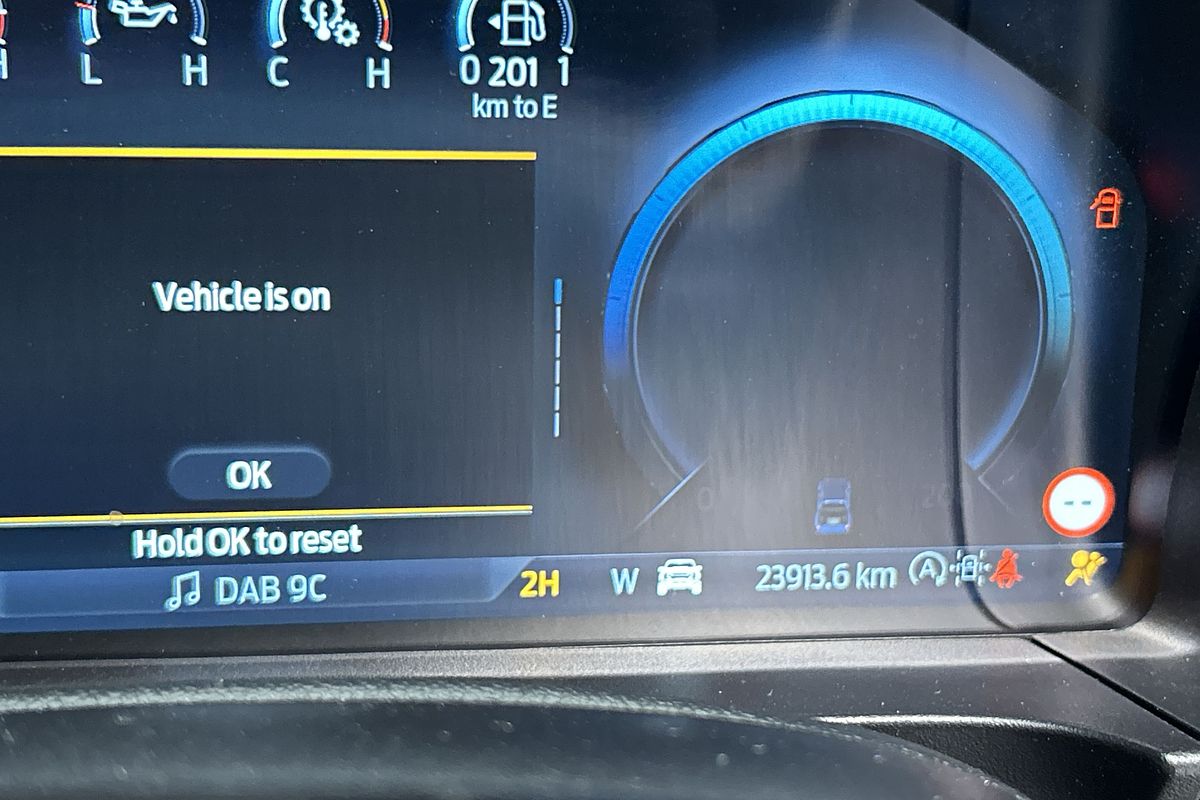 H
L H
C H
0 201 1
km to E
Vehicle is on
OK
Hold OK to reset
DAB 9C
2H
W
23913.6 km
A
0